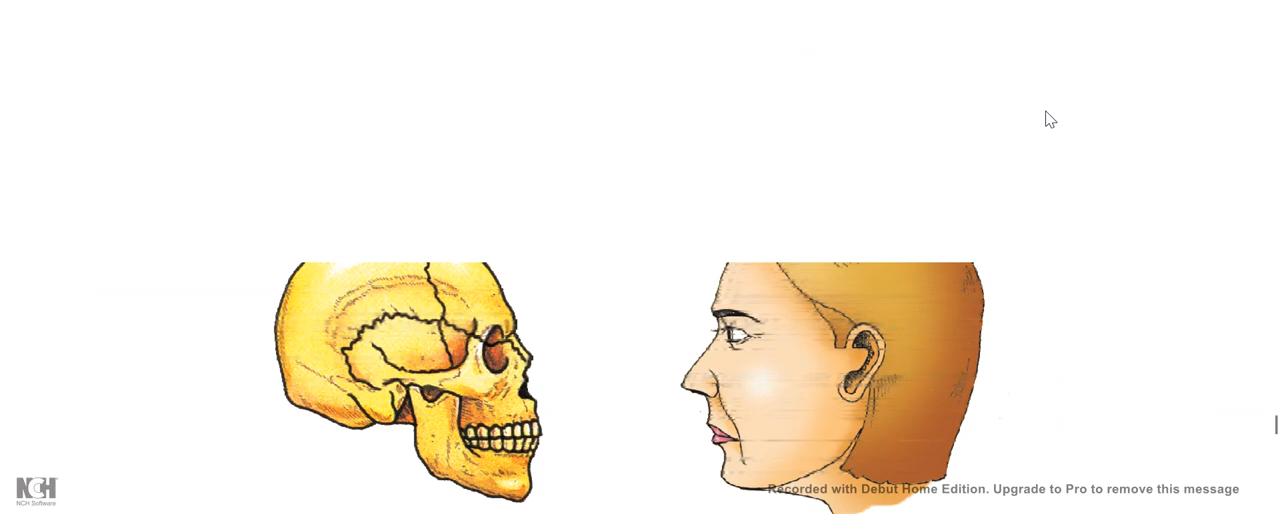 NCH
NCH Software
Recorded with Debut Home Edition. Upgrade to Pro to remove this message